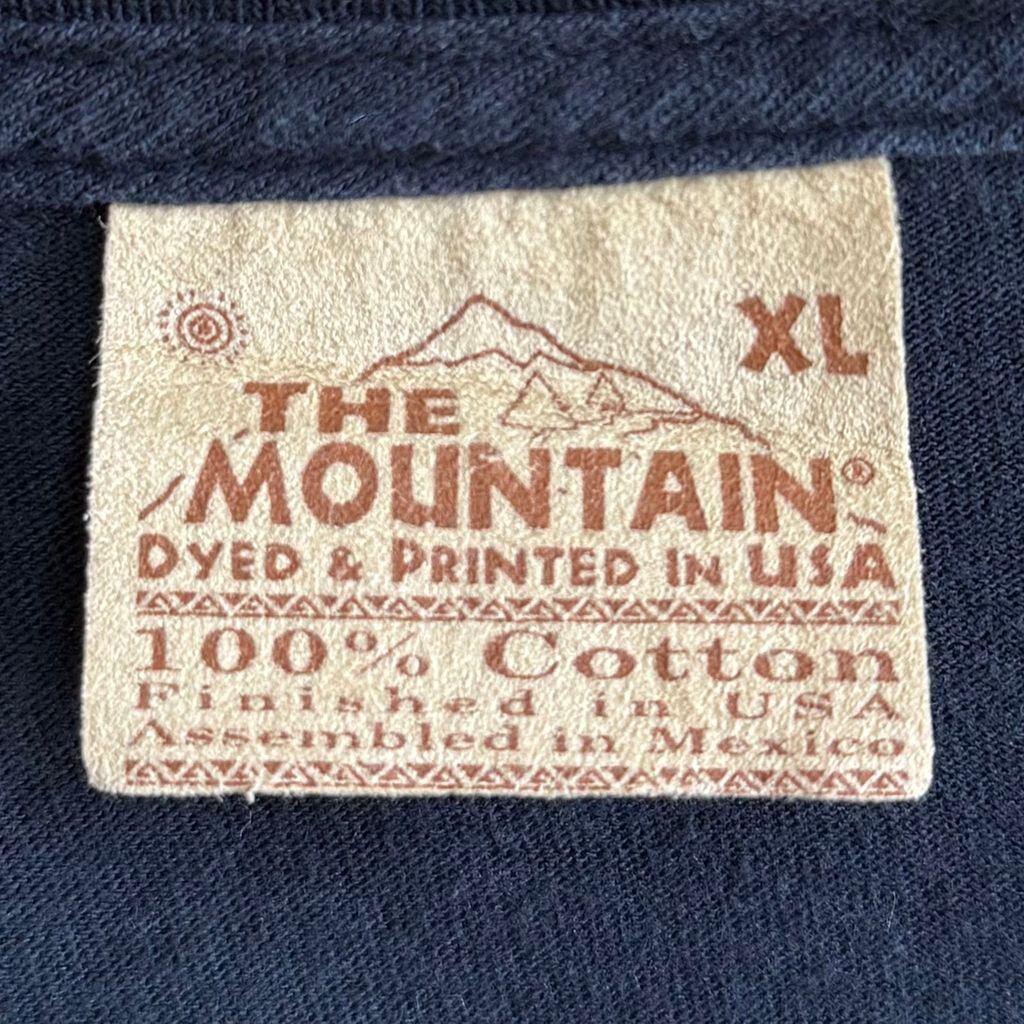 XL
THE
MOUNTAIN®
DYED & PRINTED IN USA
100% Cotton
Finished in USA
Assembled in Mexico